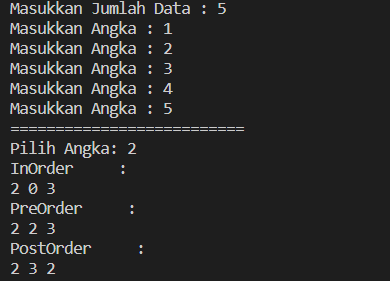 Masukkan Jumlah Data : 5
Masukkan Angka : 1
Masukkan Angka : 2
Masukkan Angka : 3
Masukkan Angka : 4
Masukkan Angka : 5
==========================
Pilih Angka: 2
InOrder     :
2 0 3
PreOrder     :
2 2 3
PostOrder     :
2 3 2